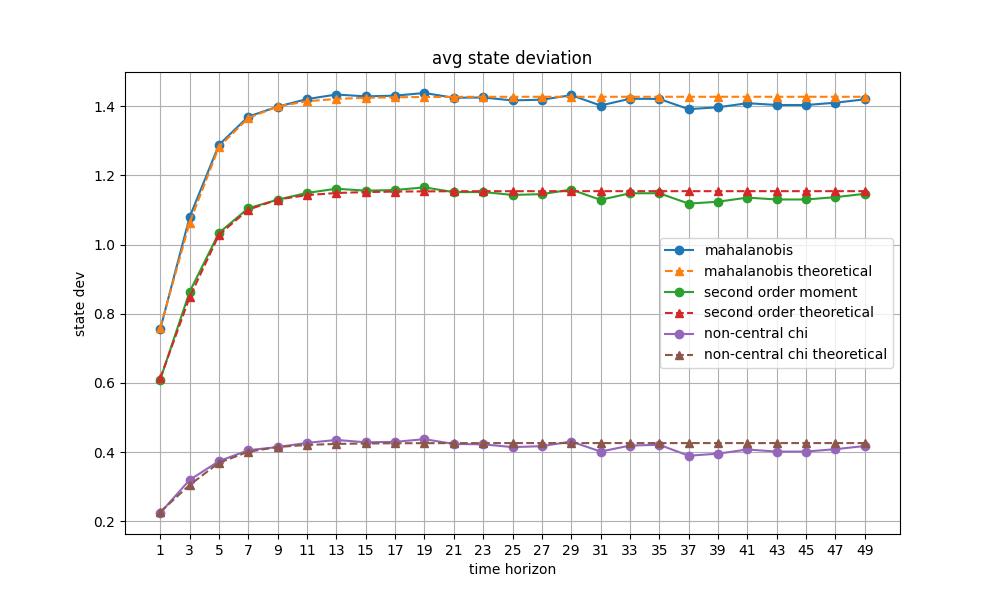 avg state deviation
state dev
1.4
1.2
1.0
0.8
0.6
0.4
0.2
mahalanobis
mahalanobis theoretical
second order moment
second order theoretical
non-central chi
non-central chi theoretical
1 3 5 7 9 11 13 15 17 19 21 23 25 27 29 31 33 35 37 39 41 43 45 47 49
time horizon